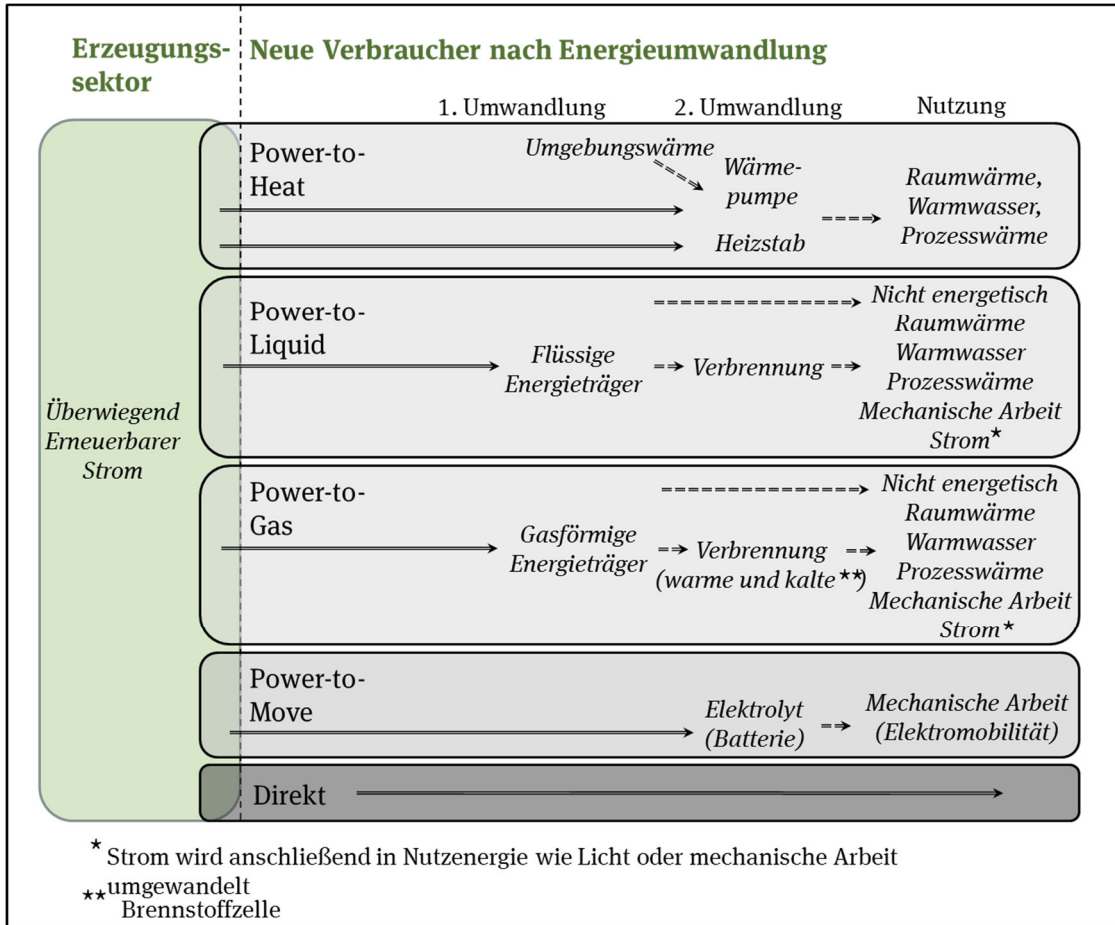 Erzeugungs-
sektor
Neue Verbraucher nach Energieumwandlung
1. Umwandlung
2. Umwandlung
Nutzung
Überwiegend
Erneuerbarer
Strom
Power-to-
Heat
Umgebungswärme
Wärme-
pumpe
Heizstab
Raumwärme,
Warmwasser,
Prozesswärme
Power-to-
Liquid
Flüssige
Energieträger
Verbrennung
Nicht energetisch
Raumwärme
Warmwasser
Prozesswärme
Mechanische Arbeit
Strom*
Power-to-
Gas
Gasförmige
Energieträger
Verbrennung
(warme und kalte**)
Nicht energetisch
Raumwärme
Warmwasser
Prozesswärme
Mechanische Arbeit
Strom*
Power-to-
Move
Elektrolyt
(Batterie)
Mechanische Arbeit
(Elektromobilität)
Direkt
* Strom wird anschließend in Nutzenergie wie Licht oder mechanische Arbeit
umgewandelt
** Brennstoffzelle